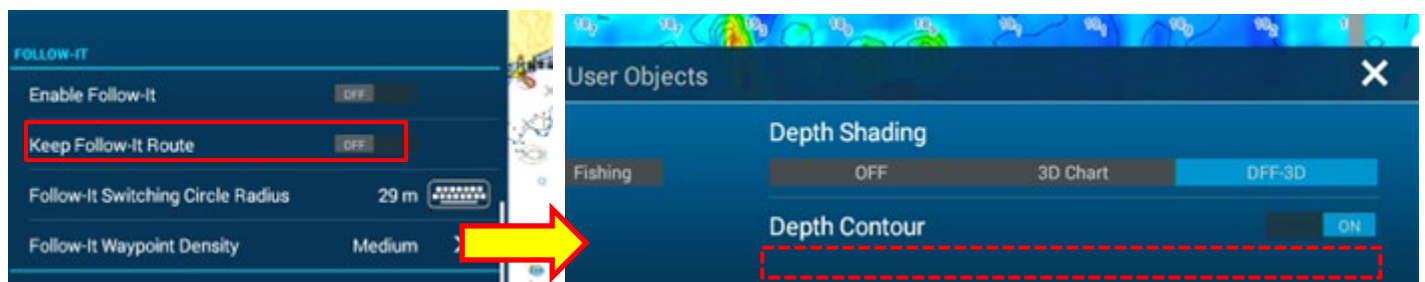 FOLLOW-IT
Enable Follow-It OFF
Keep Follow-It Route OFF
Follow-It Switching Circle Radius 29 m
Follow-It Waypoint Density Medium
User Objects
Depth Shading
Fishing OFF 3D Chart DFF-3D
Depth Contour ON